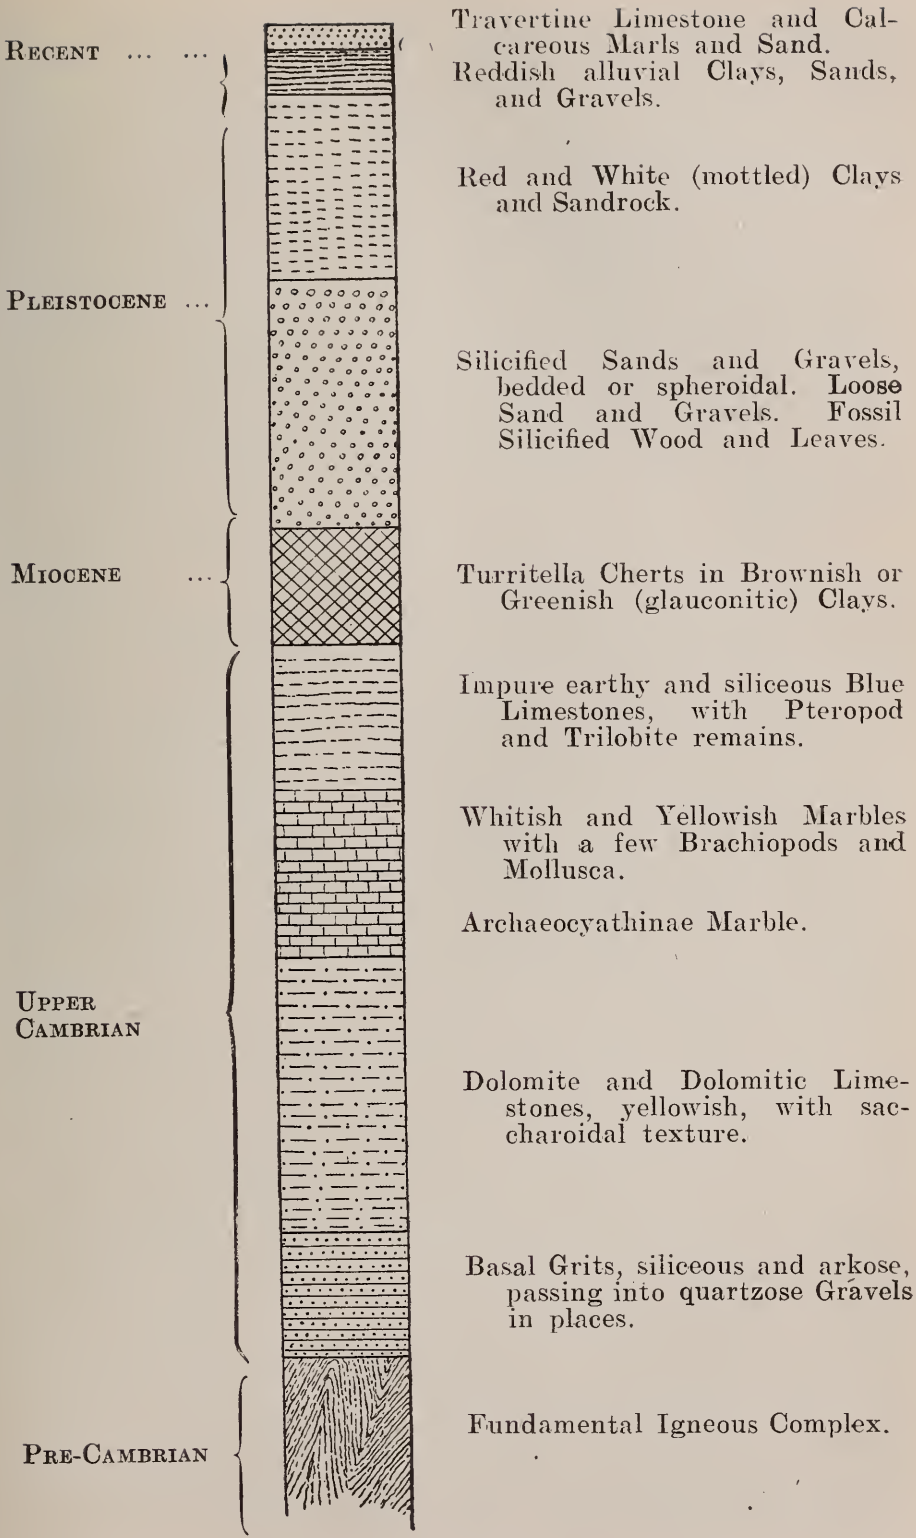 Travertine Limestone and Cal-
careous Marls and Sand.
RECENT ... ...
Reddish alluvial Clays, Sands,
and Gravels.
Red and White (mottled) Clays
and Sandrock.
PLEISTOCENE ...
Silicified Sands and Gravels,
bedded or spheroidal. Loose
Sand and Gravels. Fossil
Silicified Wood and Leaves.
MIOCENE ...
Turritella Cherts in Brownish or
Greenish (glauconitic) Clays.
Impure earthy and siliceous Blue
Limestones, with Pteropod
and Trilobite remains.
Whitish and Yellowish Marbles
with a few Brachiopods and
Mollusca.
Archaeocyathinae Marble.
UPPER
CAMBRIAN
Dolomite and Dolomitic Lime-
stones, yellowish, with sac-
charoidal texture.
Basal Grits, siliceous and arkose,
passing into quartzose Gravels
in places.
Fundamental Igneous Complex.
PRE-CAMBRIAN